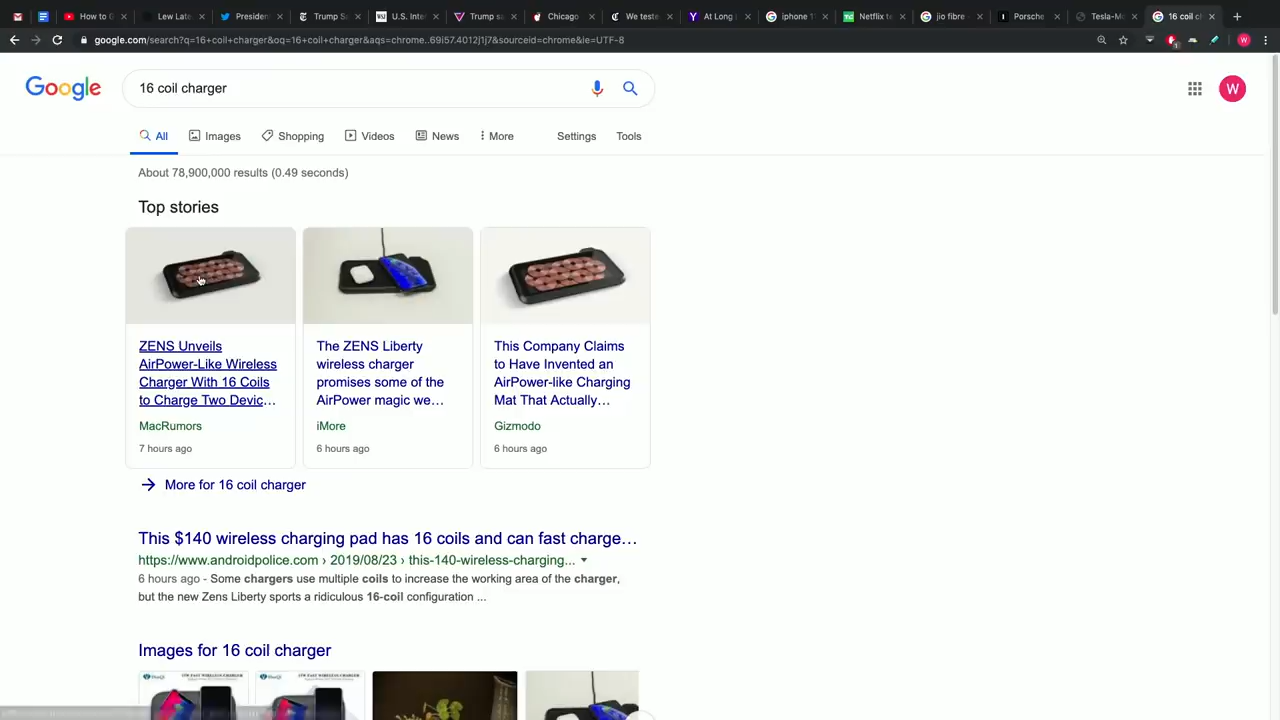 How to G
Lew Late
President
Trump Sa
U.S. Inte
Trump sa
Chicago
We teste
At Long
iphone 1
Netflix te
jio fibre
Porsche
Tesla-Mo
16 coil ch
google.com/search?q=16+coil+charger&oq=16+coil+charger&aqs=chrome..69i57.4012j1j7&sourceid=chrome&ie=UTF-8
Google
16 coil charger
W
All
Images
Shopping
Videos
News
More
Settings
Tools
About 78,900,000 results (0.49 seconds)
Top stories
ZENS Unveils
AirPower-Like Wireless
Charger With 16 Coils
to Charge Two Devic...
MacRumors
7 hours ago
The ZENS Liberty
wireless charger
promises some of the
AirPower magic we...
iMore
6 hours ago
This Company Claims
to Have Invented an
AirPower-like Charging
Mat That Actually...
Gizmodo
6 hours ago
More for 16 coil charger
This $140 wireless charging pad has 16 coils and can fast charge...
https://www.androidpolice.com › 2019/08/23 › this-140-wireless-charging...
6 hours ago - Some chargers use multiple coils to increase the working area of the charger,
but the new Zens Liberty sports a ridiculous 16-coil configuration ...
Images for 16 coil charger